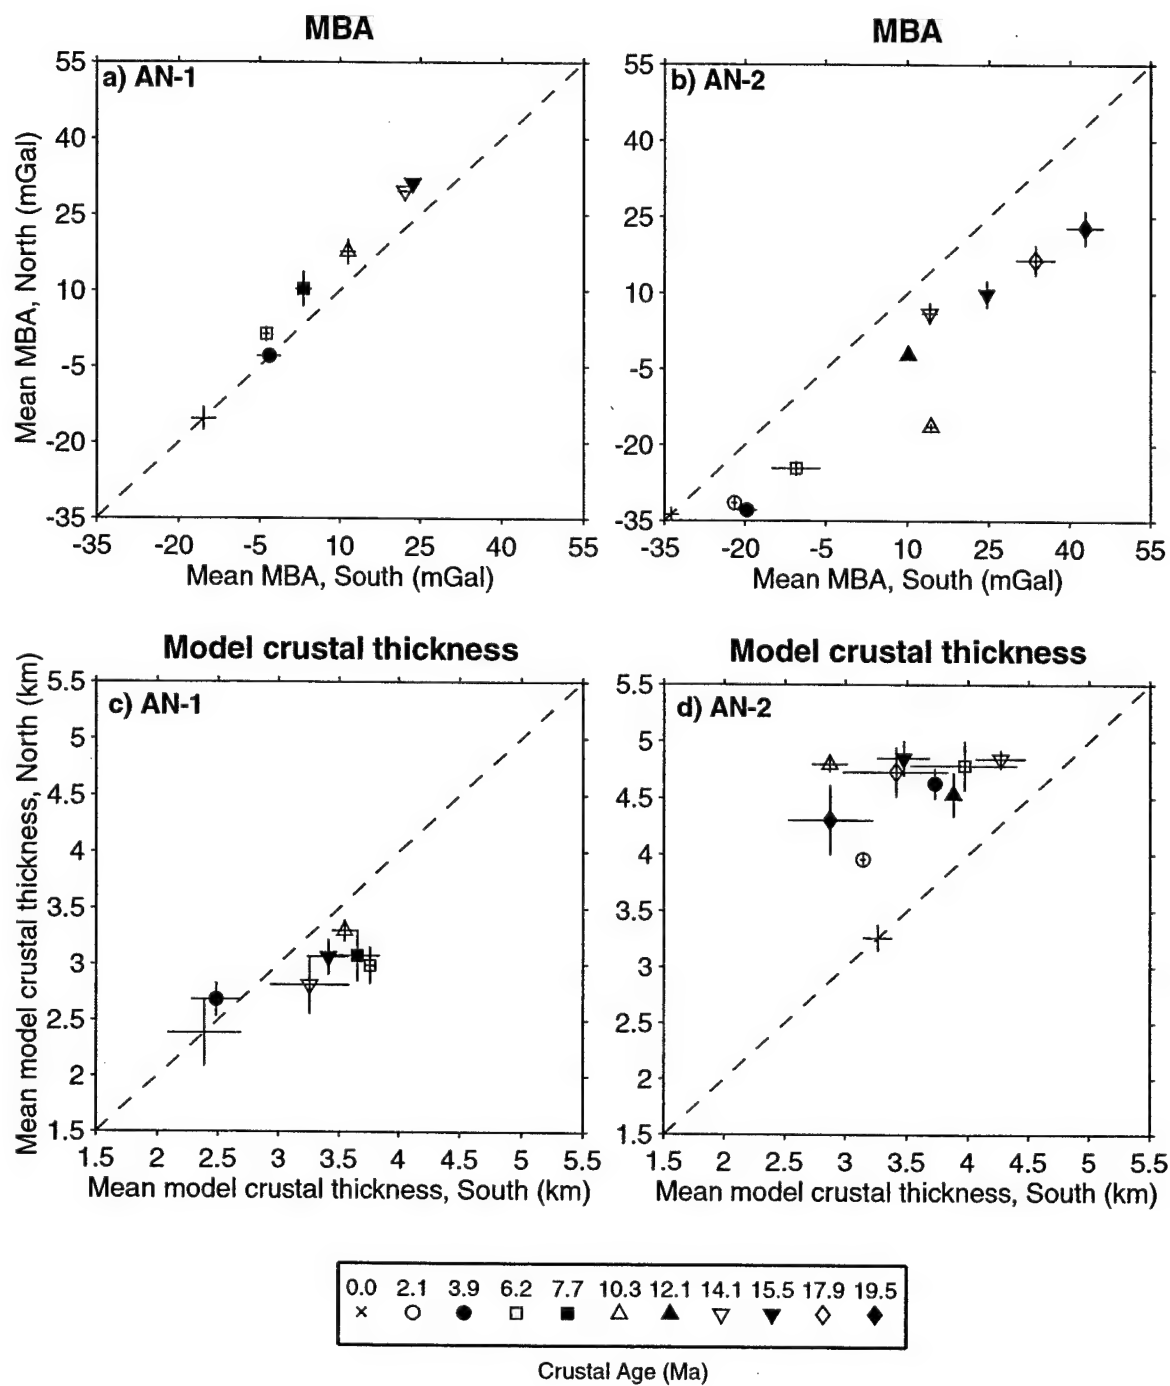 MBA
MBA
a) AN-1
b) AN-2
55
40
25
10
-5
-20
-35
Mean MBA, North (mGal)
-35 -20 -5 10 25 40 55
Mean MBA, South (mGal)
55
40
25
10
-5
-20
-35
-35 -20 -5 10 25 40 55
Mean MBA, South (mGal)
Model crustal thickness
Model crustal thickness
c) AN-1
d) AN-2
5.5
5
4.5
4
3.5
3
2.5
2
1.5
Mean model crustal thickness, North (km)
1.5 2 2.5 3 3.5 4 4.5 5 5.5
Mean model crustal thickness, South (km)
5.5
5
4.5
4
3.5
3
2.5
2
1.5
1.5 2 2.5 3 3.5 4 4.5 5 5.5
Mean model crustal thickness, South (km)
0.0 2.1 3.9 6.2 7.7 10.3 12.1 14.1 15.5 17.9 19.5
Crustal Age (Ma)